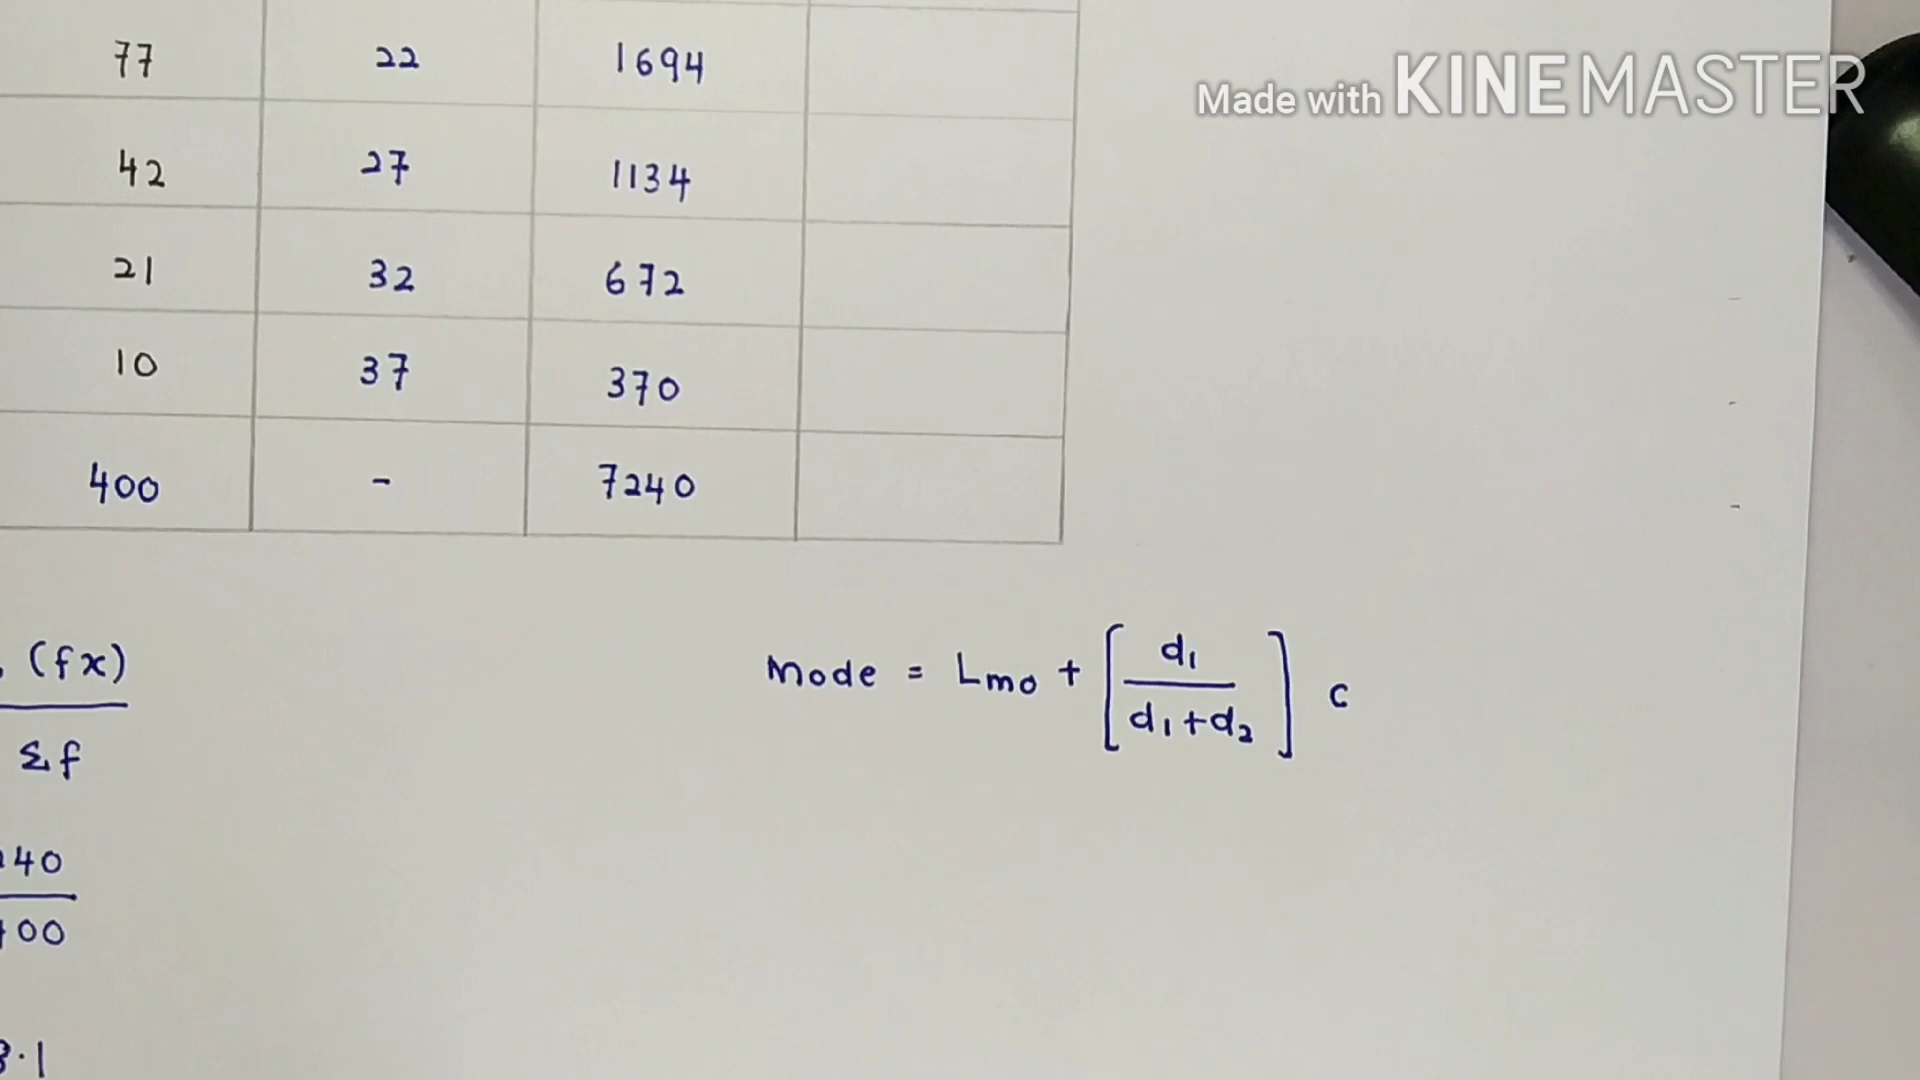 Made with KINEMASTER
77 22 1694
42 27 1134
21 32 672
10 37 370
400 - 7240
(fx)
Σf
40
00
.1
mode = Lmo + [ d1 / d1+d2 ] c